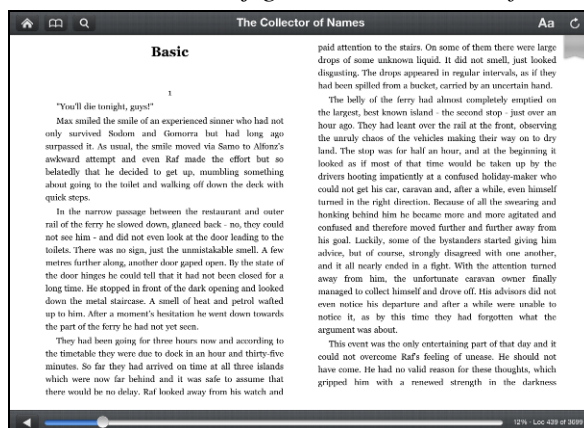 The Collector of Names
Aa
Basic
1
"You'll die tonight, guys!"
Max smiled the smile of an experienced sinner who had not
only survived Sodom and Gomorra but had long ago
surpassed it. As usual, the smile moved via Samo to Alfonz's
awkward attempt and even Raf made the effort but so
belatedly that he decided to get up, mumbling something
about going to the toilet and walking off down the deck with
quick steps.
In the narrow passage between the restaurant and outer
rail of the ferry he slowed down, glanced back - no, they could
not see him - and did not even look at the door leading to the
toilets. There was no sign, just the unmistakable smell. A few
metres further along, another door gaped open. By the state of
the door hinges he could tell that it had not been closed for a
long time. He stopped in front of the dark opening and looked
down the metal staircase. A smell of heat and petrol wafted
up to him. After a moment's hesitation he went down towards
the part of the ferry he had not yet seen.
They had been going for three hours now and according to
the timetable they were due to dock in an hour and thirty-five
minutes. So far they had arrived on time at all three islands
which were now far behind and it was safe to assume that
there would be no delay. Raf looked away from his watch and
paid attention to the stairs. On some of them there were large
drops of some unknown liquid. It did not smell, just looked
disgusting. The drops appeared in regular intervals, as if they
had been spilled from a bucket, carried by an uncertain hand.
The belly of the ferry had almost completely emptied on
the largest, best known island - the second stop - just over an
hour ago. They had leant over the rail at the front, observing
the unruly chaos of the vehicles making their way on to dry
land. The stop was for half an hour, and at the beginning it
looked as if most of that time would be taken up by the
drivers hooting impatiently at a confused holiday-maker who
could not get his car, caravan and, after a while, even himself
turned in the right direction. Because of all the swearing and
honking behind him he became more and more agitated and
confused and therefore moved further and further away from
his goal. Luckily, some of the bystanders started giving him
advice, but of course, strongly disagreed with one another,
and it all nearly ended in a fight. With the attention turned
away from him, the unfortunate caravan owner finally
managed to collect himself and drove off. His advisors did not
even notice his departure and after a while were unable to
notice it, as by this time they had forgotten what the
argument was about.
This event was the only entertaining part of that day and it
could not overcome Raf's feeling of unease. He should not
have come. He had no valid reason for these thoughts, which
gripped him with a renewed strength in the darkness
12% - Loc 439 of 3699